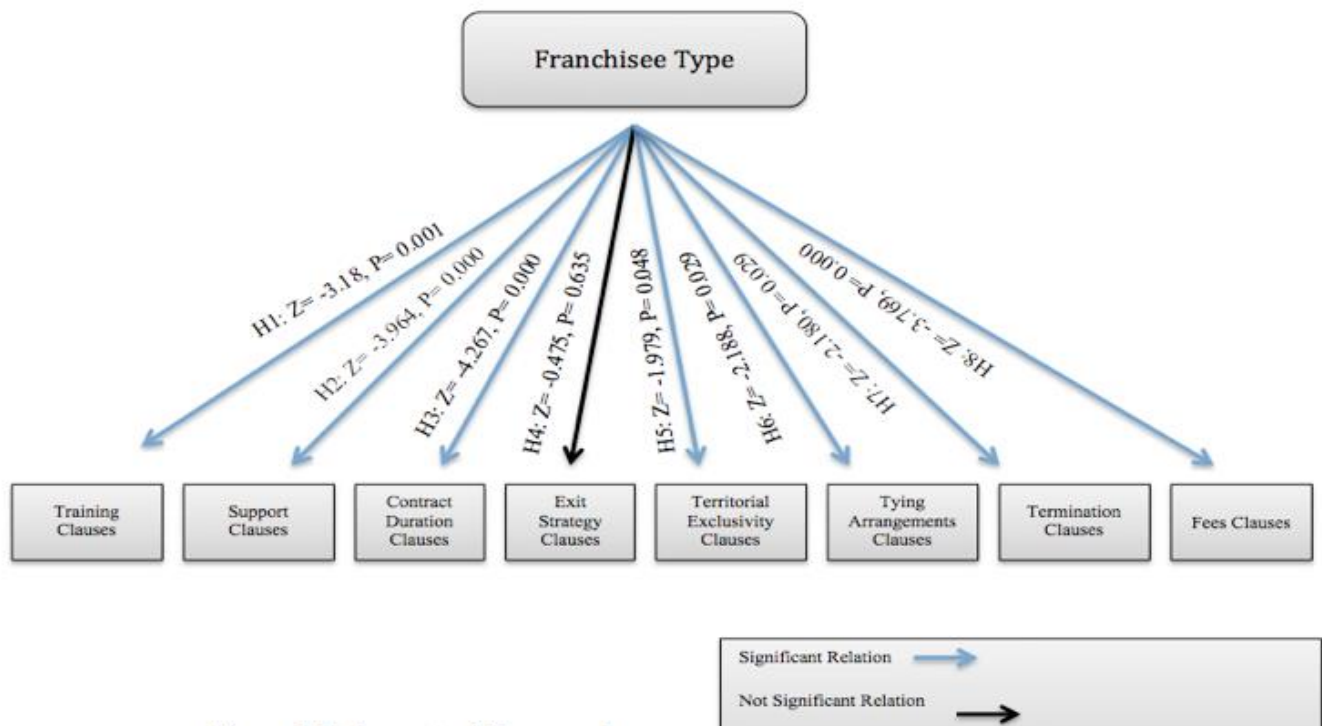 Franchisee Type
H1: Z= -3.18, P= 0.001
H2: Z= -3.964, P= 0.000
H3: Z= -4.267, P= 0.000
H4: Z= -0.475, P= 0.635
H5: Z= -1.979, P= 0.048
H6: Z= -2.188, P= 0.029
H7: Z= -2.180, P= 0.029
H8: Z= -3.769, P= 0.000
Training
Clauses
Support
Clauses
Contract
Duration
Clauses
Exit
Strategy
Clauses
Territorial
Exclusivity
Clauses
Tying
Arrangements
Clauses
Termination
Clauses
Fees Clauses
Significant Relation
Not Significant Relation